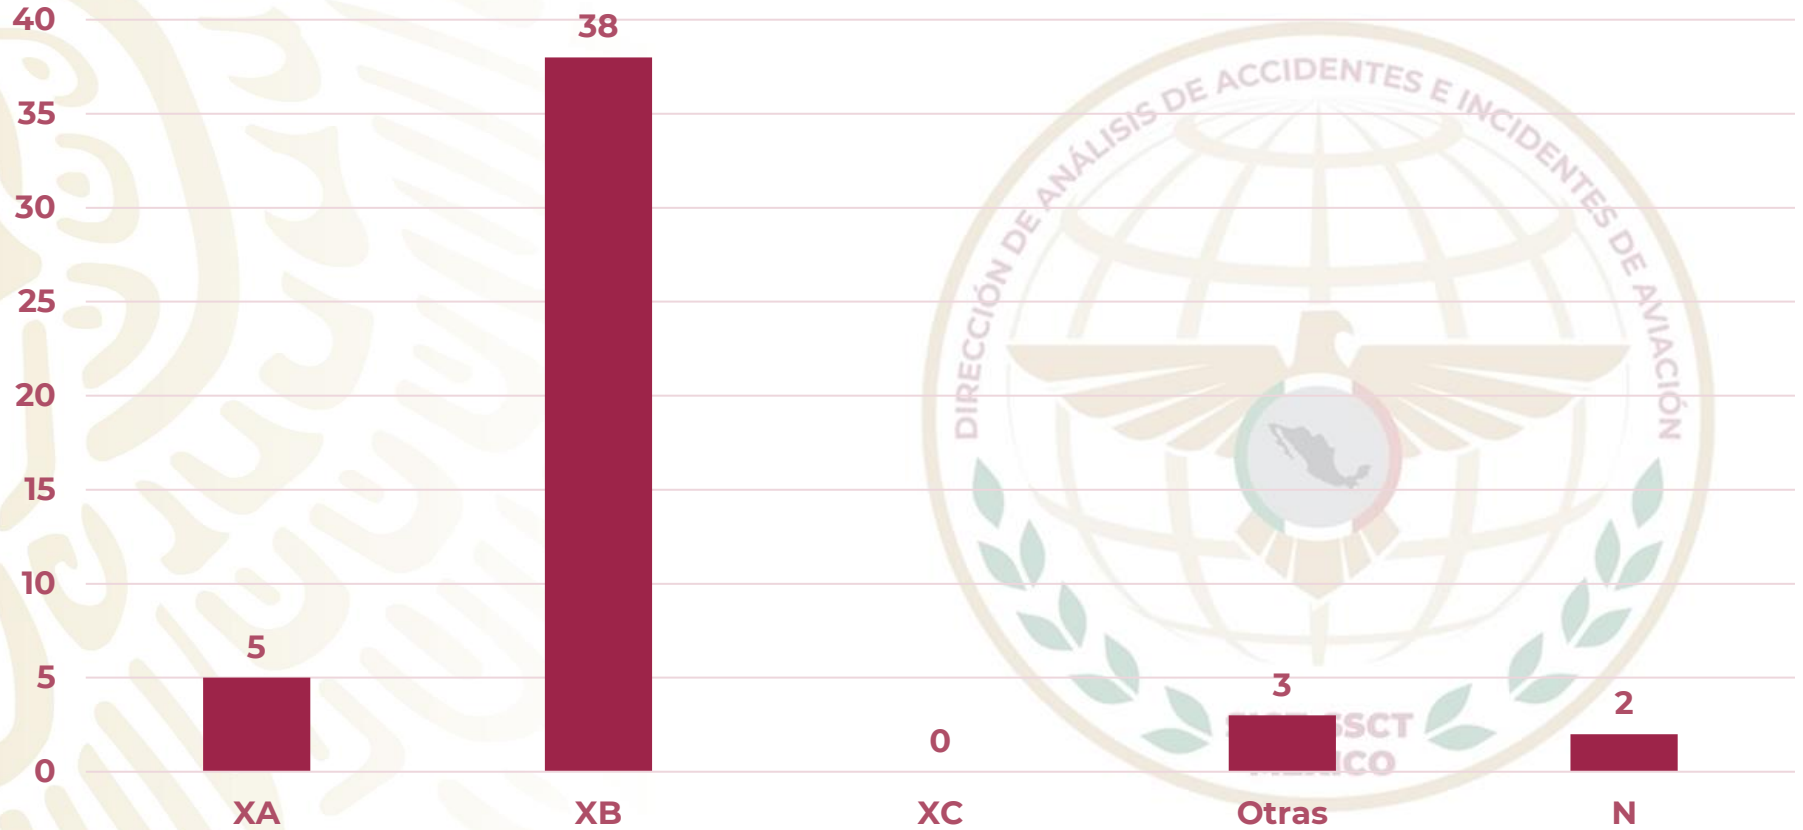 40
35
30
25
20
15
10
5
0
5
38
0
3
2
XA
XB
XC
Otras
N
DIRECCIÓN DE ANÁLISIS DE ACCIDENTES E INCIDENTES DE AVIACIÓN